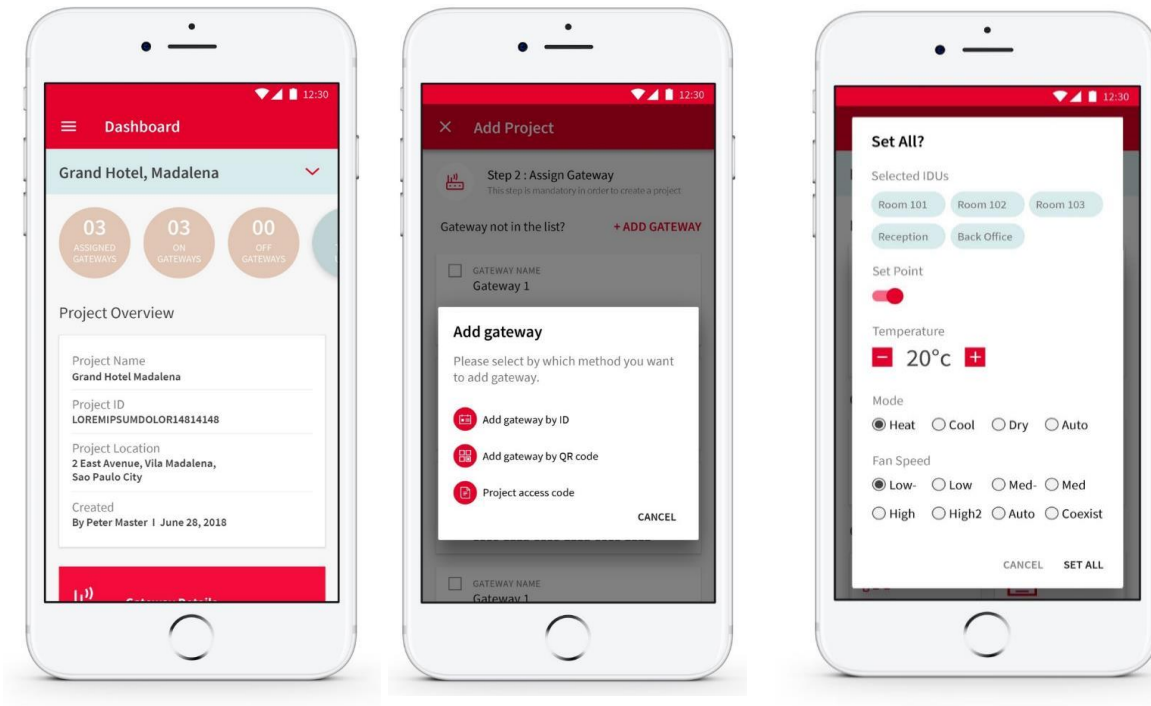 12:30
Dashboard
Grand Hotel, Madalena
03
ASSIGNED
GATEWAYS
03
ON
GATEWAYS
00
OFF
GATEWAYS
Project Overview
Project Name
Grand Hotel Madalena
Project ID
LOREMIPSUMDOLOR14814148
Project Location
2 East Avenue, Vila Madalena,
Sao Paulo City
Created
By Peter Master I June 28, 2018
Gateway Details
12:30
Add Project
Step 2 : Assign Gateway
This step is mandatory in order to create a project
Gateway not in the list? + ADD GATEWAY
GATEWAY NAME
Gateway 1
Add gateway
Please select by which method you want
to add gateway.
Add gateway by ID
Add gateway by QR code
Project access code
CANCEL
GATEWAY NAME
Gateway 1
12:30
Set All?
Selected IDUs
Room 101 Room 102 Room 103
Reception Back Office
Set Point
Temperature
20°c
Mode
Heat Cool Dry Auto
Fan Speed
Low- Low Med- Med
High High2 Auto Coexist
CANCEL SET ALL